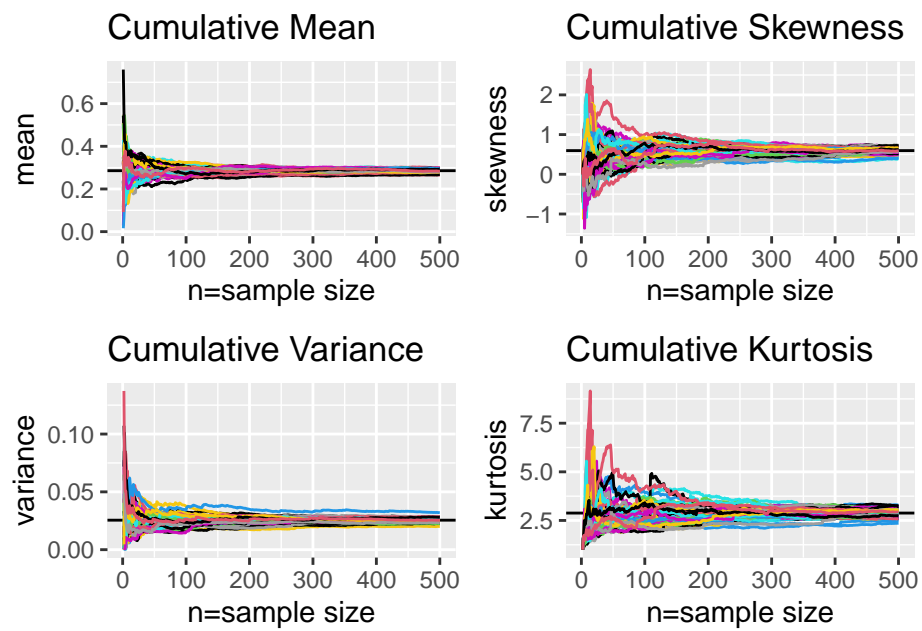 Cumulative Mean
mean
0.6
0.4
0.2
0.0
0 100 200 300 400 500
n=sample size
Cumulative Skewness
skewness
2
1
0
−1
0 100 200 300 400 500
n=sample size
Cumulative Variance
variance
0.10
0.05
0.00
0 100 200 300 400 500
n=sample size
Cumulative Kurtosis
kurtosis
7.5
5.0
2.5
0 100 200 300 400 500
n=sample size